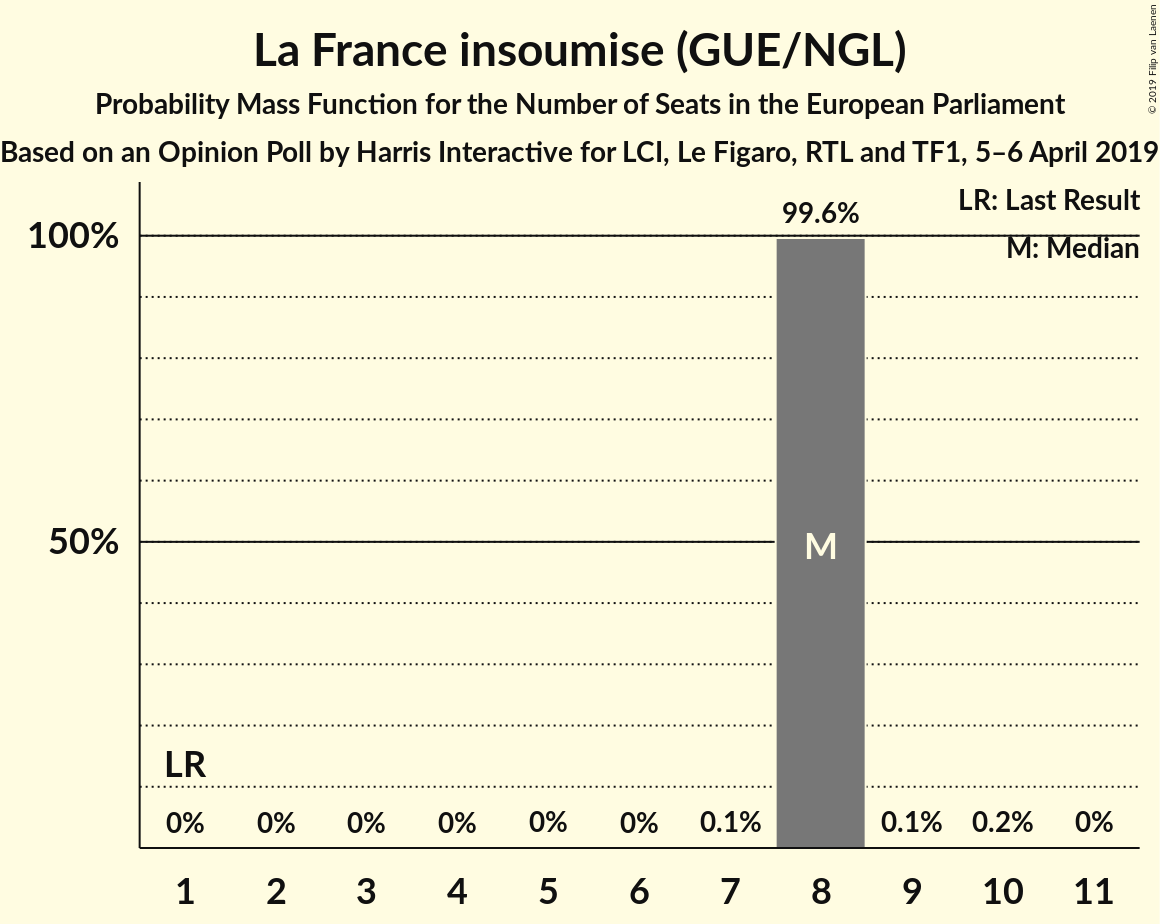 La France insoumise (GUE/NGL)
Probability Mass Function for the Number of Seats in the European Parliament
Based on an Opinion Poll by Harris Interactive for LCI, Le Figaro, RTL and TF1, 5–6 April 2019
© 2019 Filip van Laenen
LR: Last Result
M: Median
99.6%
100%
50%
M
LR
0% 0% 0% 0% 0% 0% 0.1% 0.1% 0.2% 0%
1 2 3 4 5 6 7 8 9 10 11